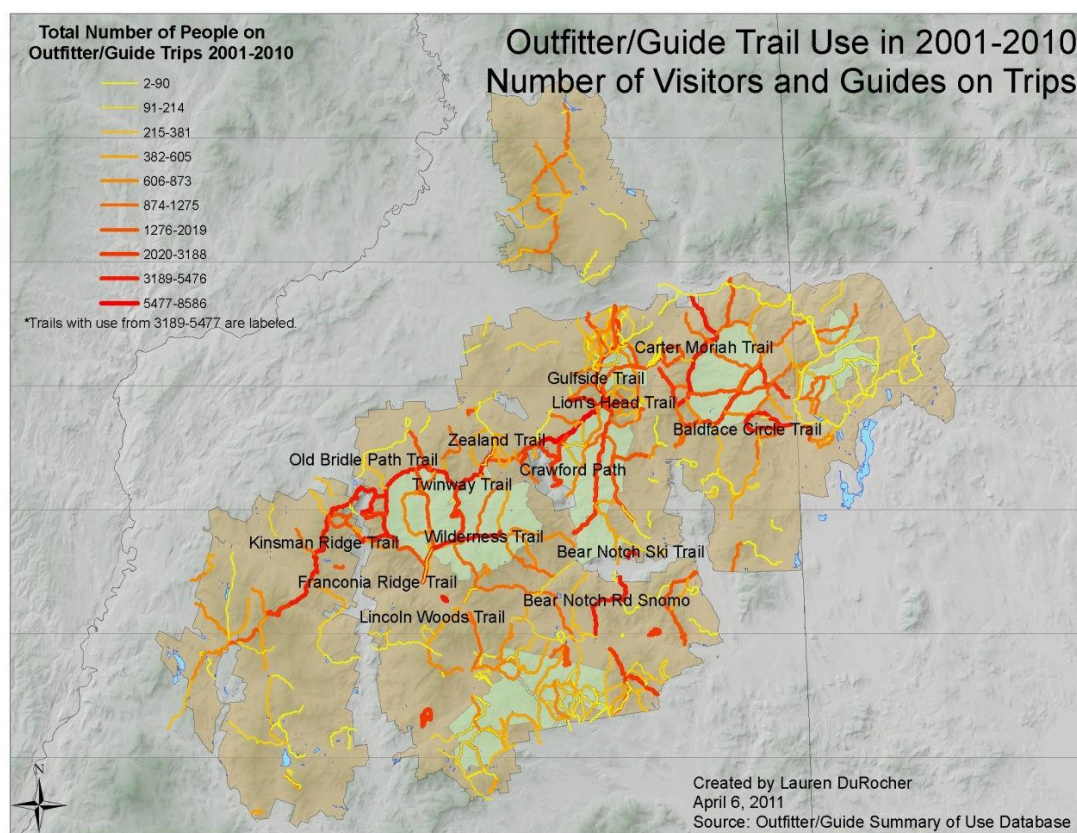 Total Number of People on
Outfitter/Guide Trips 2001-2010
2-90
91-214
215-381
382-605
606-873
874-1275
1276-2019
2020-3188
3189-5476
5477-8586
*Trails with use from 3189-5477 are labeled.
Outfitter/Guide Trail Use in 2001-2010
Number of Visitors and Guides on Trips
Carter Moriah Trail
Gulfside Trail
Lion's Head Trail
Baldface Circle Trail
Zealand Trail
Old Bridle Path Trail
Crawford Path
Twinway Trail
Wilderness Trail
Kinsman Ridge Trail
Bear Notch Ski Trail
Franconia Ridge Trail
Bear Notch Rd Snomo
Lincoln Woods Trail
N
Created by Lauren DuRocher
April 6, 2011
Source: Outfitter/Guide Summary of Use Database